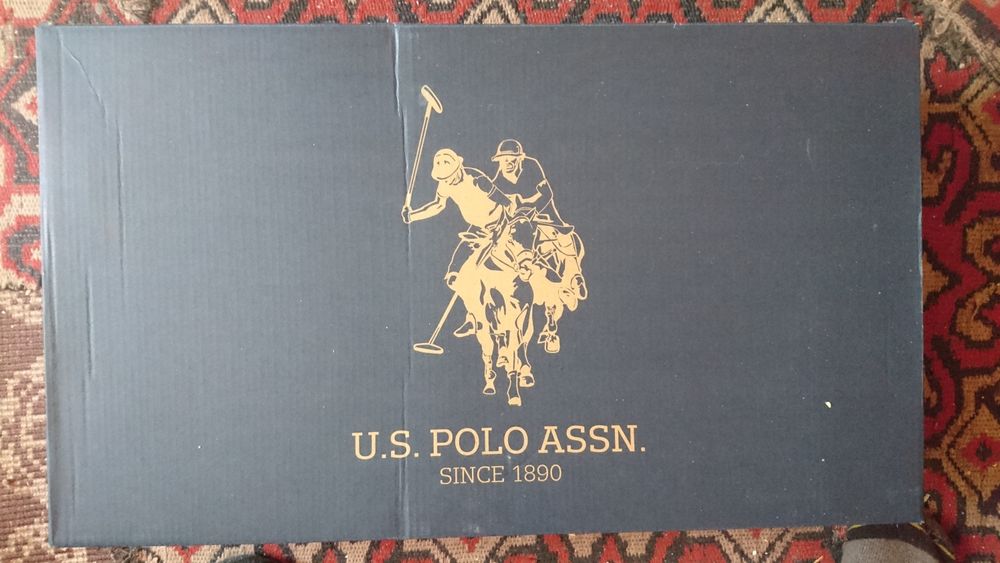 U.S. POLO ASSN.
SINCE 1890